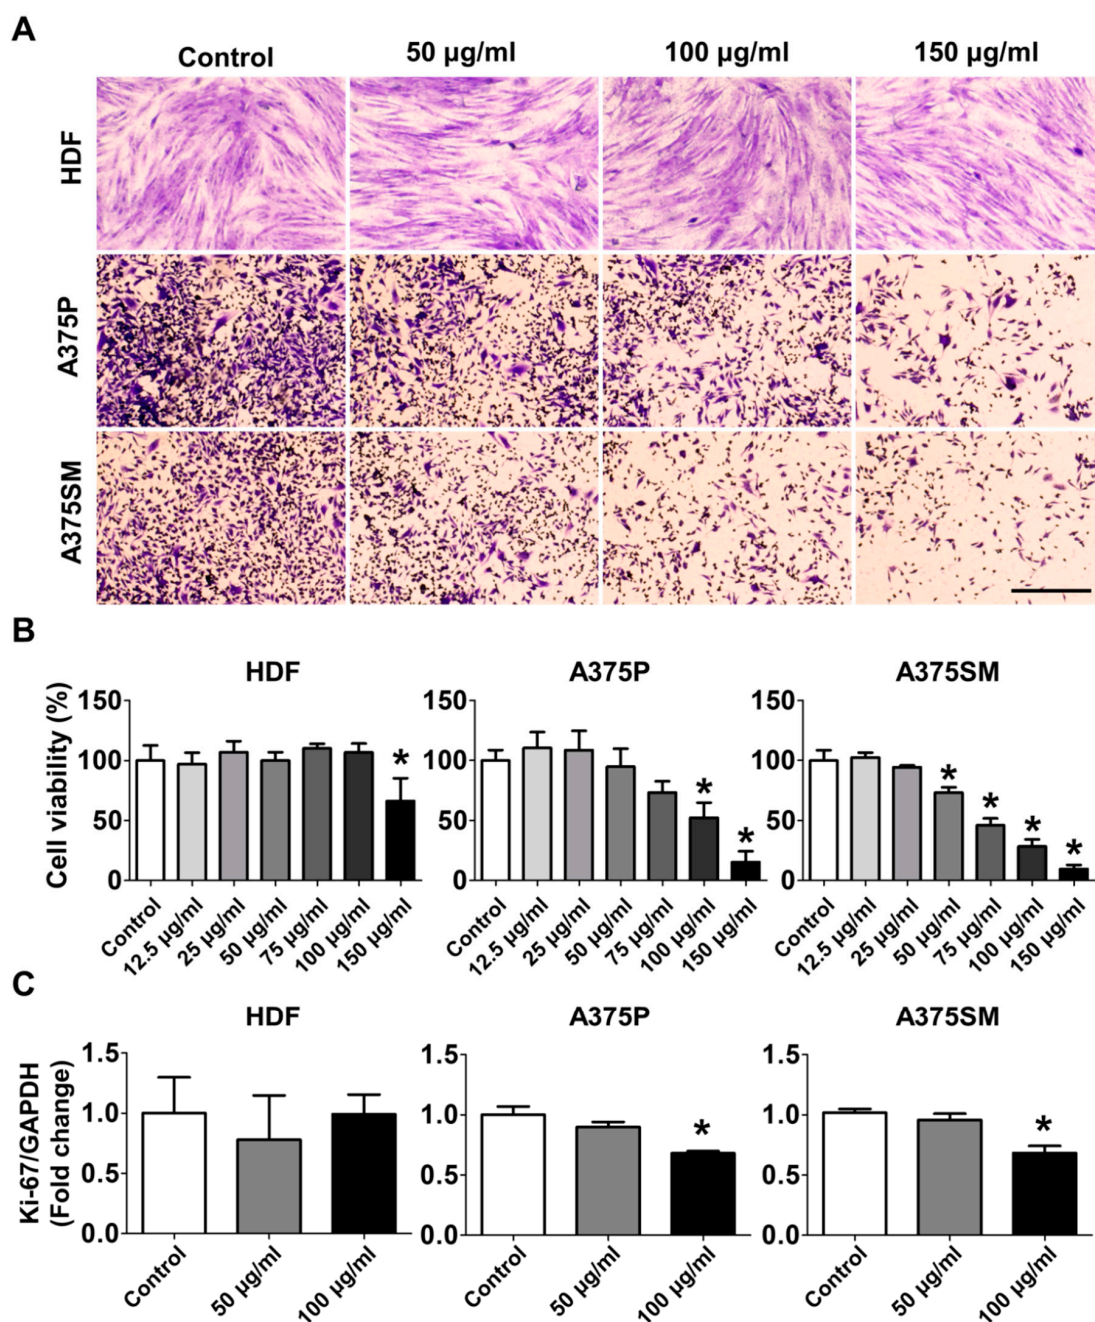 A
Control 50 µg/ml 100 µg/ml 150 µg/ml
HDF
A375P
A375SM
B
HDF A375P A375SM
Cell viability (%)
150 150 150
100 100 100
50 50 50
0 0 0
* * * * * * *
Control 12.5 µg/ml 25 µg/ml 50 µg/ml 75 µg/ml 100 µg/ml 150 µg/ml
Control 12.5 µg/ml 25 µg/ml 50 µg/ml 75 µg/ml 100 µg/ml 150 µg/ml
Control 12.5 µg/ml 25 µg/ml 50 µg/ml 75 µg/ml 100 µg/ml 150 µg/ml
C
HDF A375P A375SM
Ki-67/GAPDH
(Fold change)
1.5 1.5 1.5
1.0 1.0 1.0
0.5 0.5 0.5
0.0 0.0 0.0
* *
Control 50 µg/ml 100 µg/ml
Control 50 µg/ml 100 µg/ml
Control 50 µg/ml 100 µg/ml